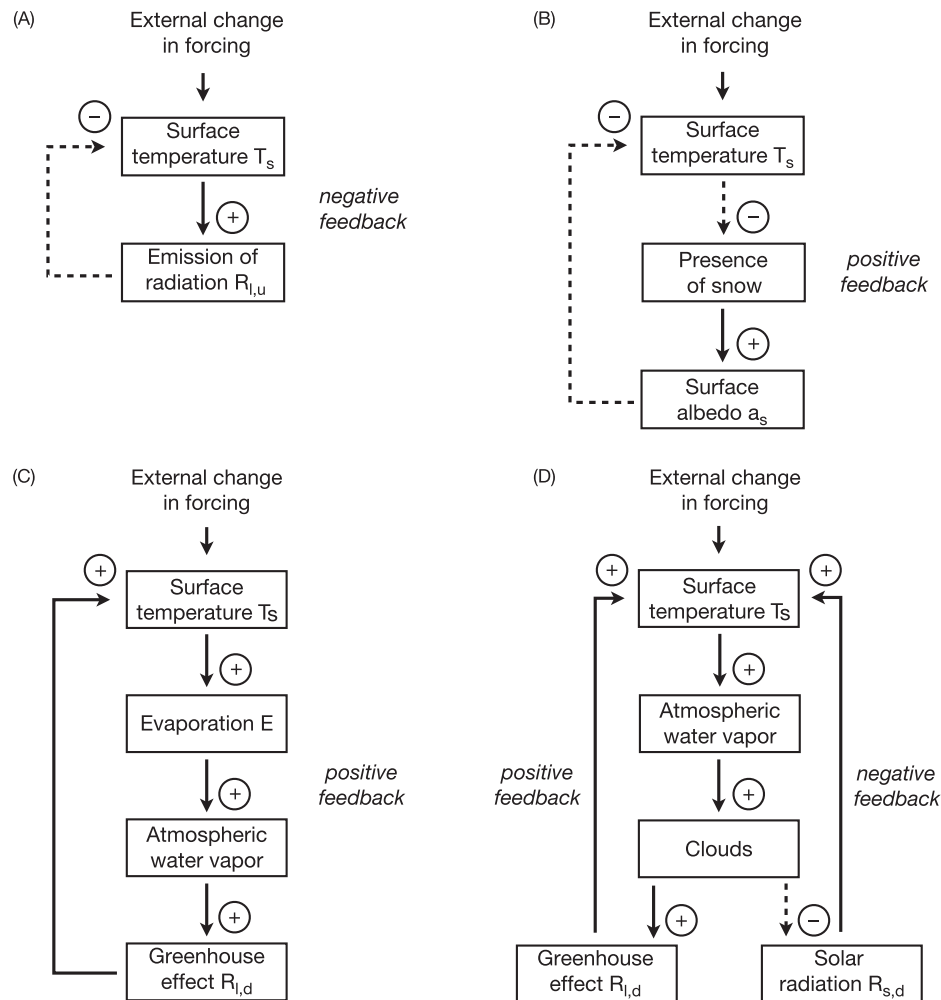 (A)
External change
in forcing
−
Surface
temperature Ts
+
negative
feedback
Emission of
radiation Rl,u
(B)
External change
in forcing
−
Surface
temperature Ts
−
Presence
of snow
positive
feedback
+
Surface
albedo as
(C)
External change
in forcing
+
Surface
temperature Ts
+
Evaporation E
+
positive
feedback
Atmospheric
water vapor
+
Greenhouse
effect Rl,d
(D)
External change
in forcing
+
+
Surface
temperature Ts
+
Atmospheric
water vapor
positive
feedback
+
negative
feedback
Clouds
+
−
Greenhouse
effect Rl,d
Solar
radiation Rs,d